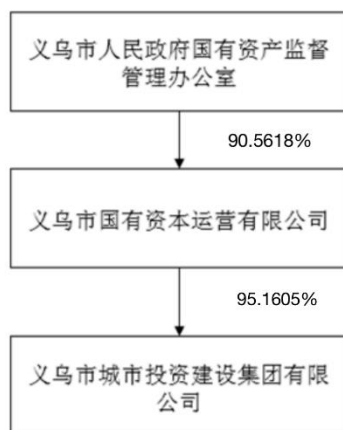 义乌市人民政府国有资产监督
管理办公室
90.5618%
义乌市国有资本运营有限公司
95.1605%
义乌市城市投资建设集团有限
公司